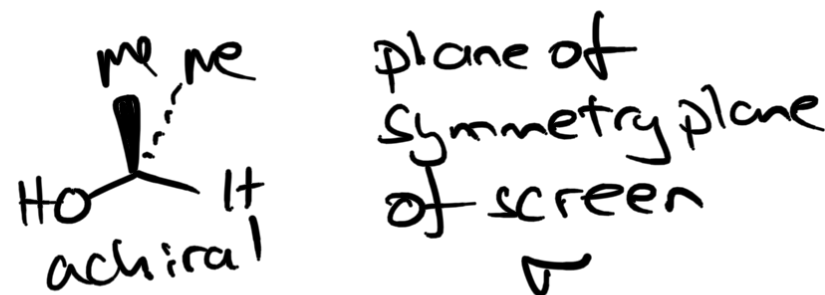 me me
HO H
achiral
plane of
symmetry plane
of screen